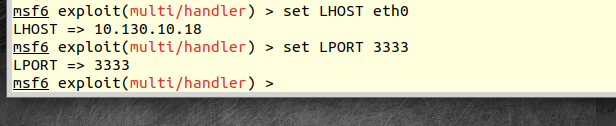 msf6 exploit(multi/handler) > set LHOST eth0
LHOST => 10.130.10.18
msf6 exploit(multi/handler) > set LPORT 3333
LPORT => 3333
msf6 exploit(multi/handler) >